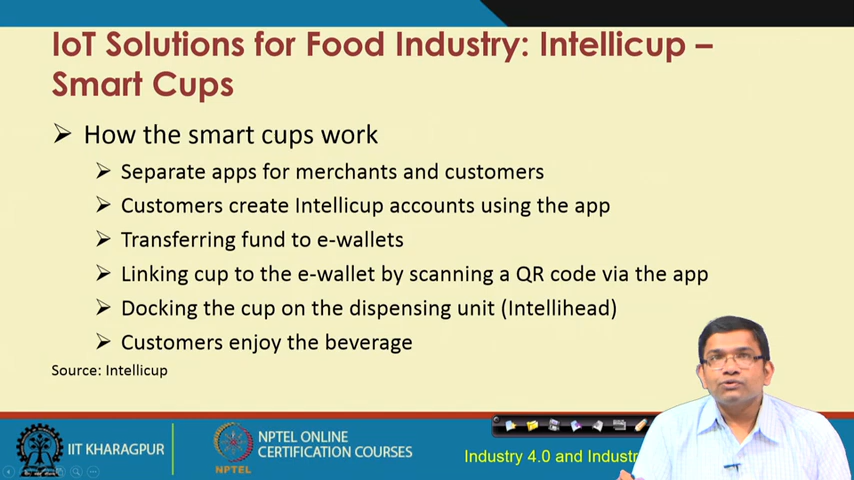 IoT Solutions for Food Industry: Intellicup –
Smart Cups
How the smart cups work
Separate apps for merchants and customers
Customers create Intellicup accounts using the app
Transferring fund to e-wallets
Linking cup to the e-wallet by scanning a QR code via the app
Docking the cup on the dispensing unit (Intellihead)
Customers enjoy the beverage
Source: Intellicup
IIT KHARAGPUR
NPTEL
NPTEL ONLINE
CERTIFICATION COURSES
Industry 4.0 and Indust